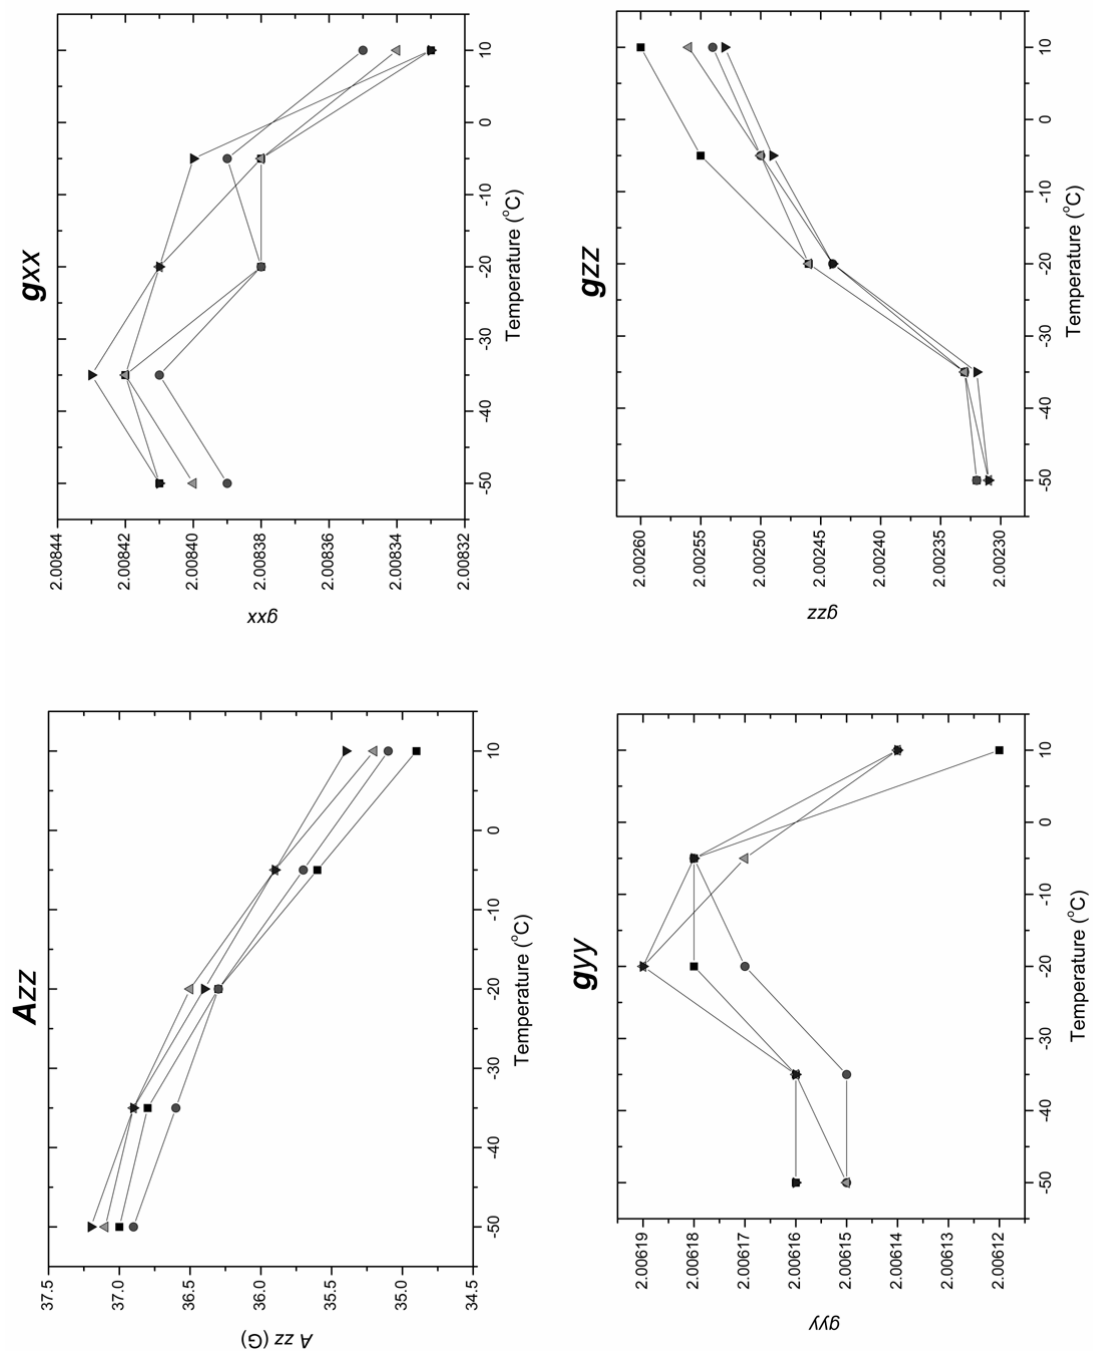 Azz
A zz (G)
37.5
37.0
36.5
36.0
35.5
35.0
34.5
-50 -40 -30 -20 -10 0 10
Temperature (°C)
gxx
gxx
2.00844
2.00842
2.00840
2.00838
2.00836
2.00834
2.00832
-50 -40 -30 -20 -10 0 10
Temperature (°C)
gyy
gyy
2.00619
2.00618
2.00617
2.00616
2.00615
2.00614
2.00613
2.00612
-50 -40 -30 -20 -10 0 10
Temperature (°C)
gzz
gzz
2.00260
2.00255
2.00250
2.00245
2.00240
2.00235
2.00230
-50 -40 -30 -20 -10 0 10
Temperature (°C)